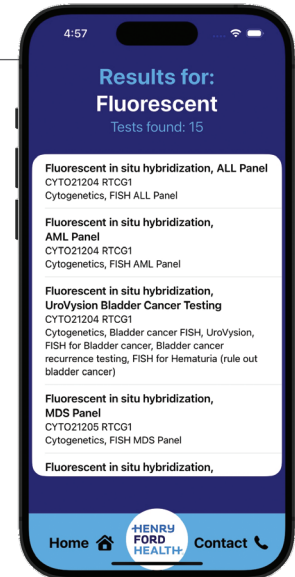 4:57
Results for:
Fluorescent
Tests found: 15
Fluorescent in situ hybridization, ALL Panel
CYTO21204 RTCG1
Cytogenetics, FISH ALL Panel
Fluorescent in situ hybridization,
AML Panel
CYTO21204 RTCG1
Cytogenetics, FISH AML Panel
Fluorescent in situ hybridization,
UroVysion Bladder Cancer Testing
CYTO21204 RTCG1
Cytogenetics, Bladder cancer FISH, UroVysion,
FISH for Bladder cancer, Bladder cancer
recurrence testing, FISH for Hematuria (rule out
bladder cancer)
Fluorescent in situ hybridization,
MDS Panel
CYTO21205 RTCG1
Cytogenetics, FISH MDS Panel
Fluorescent in situ hybridization,
Home
HENRY
FORD
HEALTH
Contact